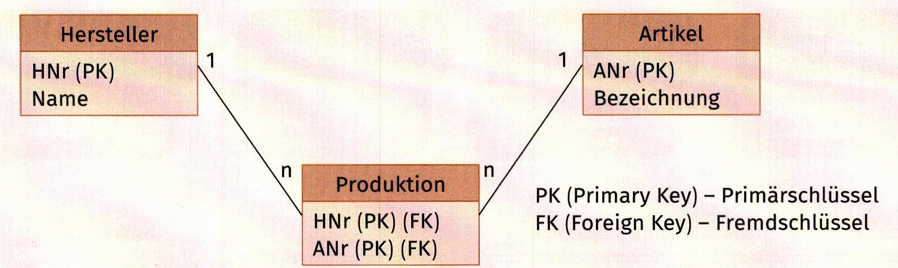 Hersteller
HNr (PK)
Name
1
Artikel
1
ANr (PK)
Bezeichnung
n
n
Produktion
HNr (PK) (FK)
ANr (PK) (FK)
PK (Primary Key) – Primärschlüssel
FK (Foreign Key) – Fremdschlüssel